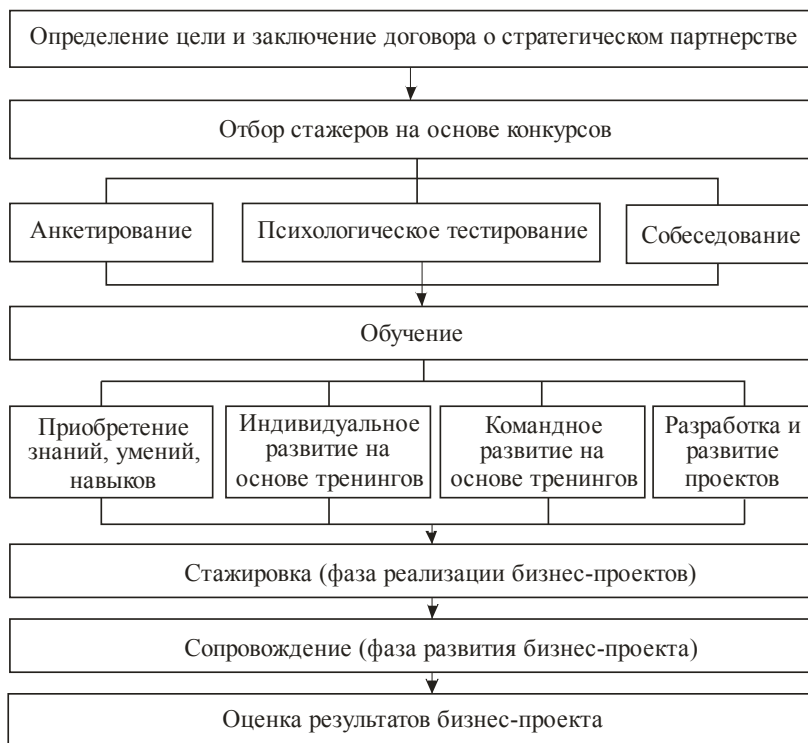 Определение цели и заключение договора о стратегическом партнерстве
Отбор стажеров на основе конкурсов
Анкетирование
Психологическое тестирование
Собеседование
Обучение
Приобретение
знаний, умений,
навыков
Индивидуальное
развитие на
основе тренингов
Командное
развитие на
основе тренингов
Разработка и
развитие
проектов
Стажировка (фаза реализации бизнес-проектов)
Сопровождение (фаза развития бизнес-проекта)
Оценка результатов бизнес-проекта